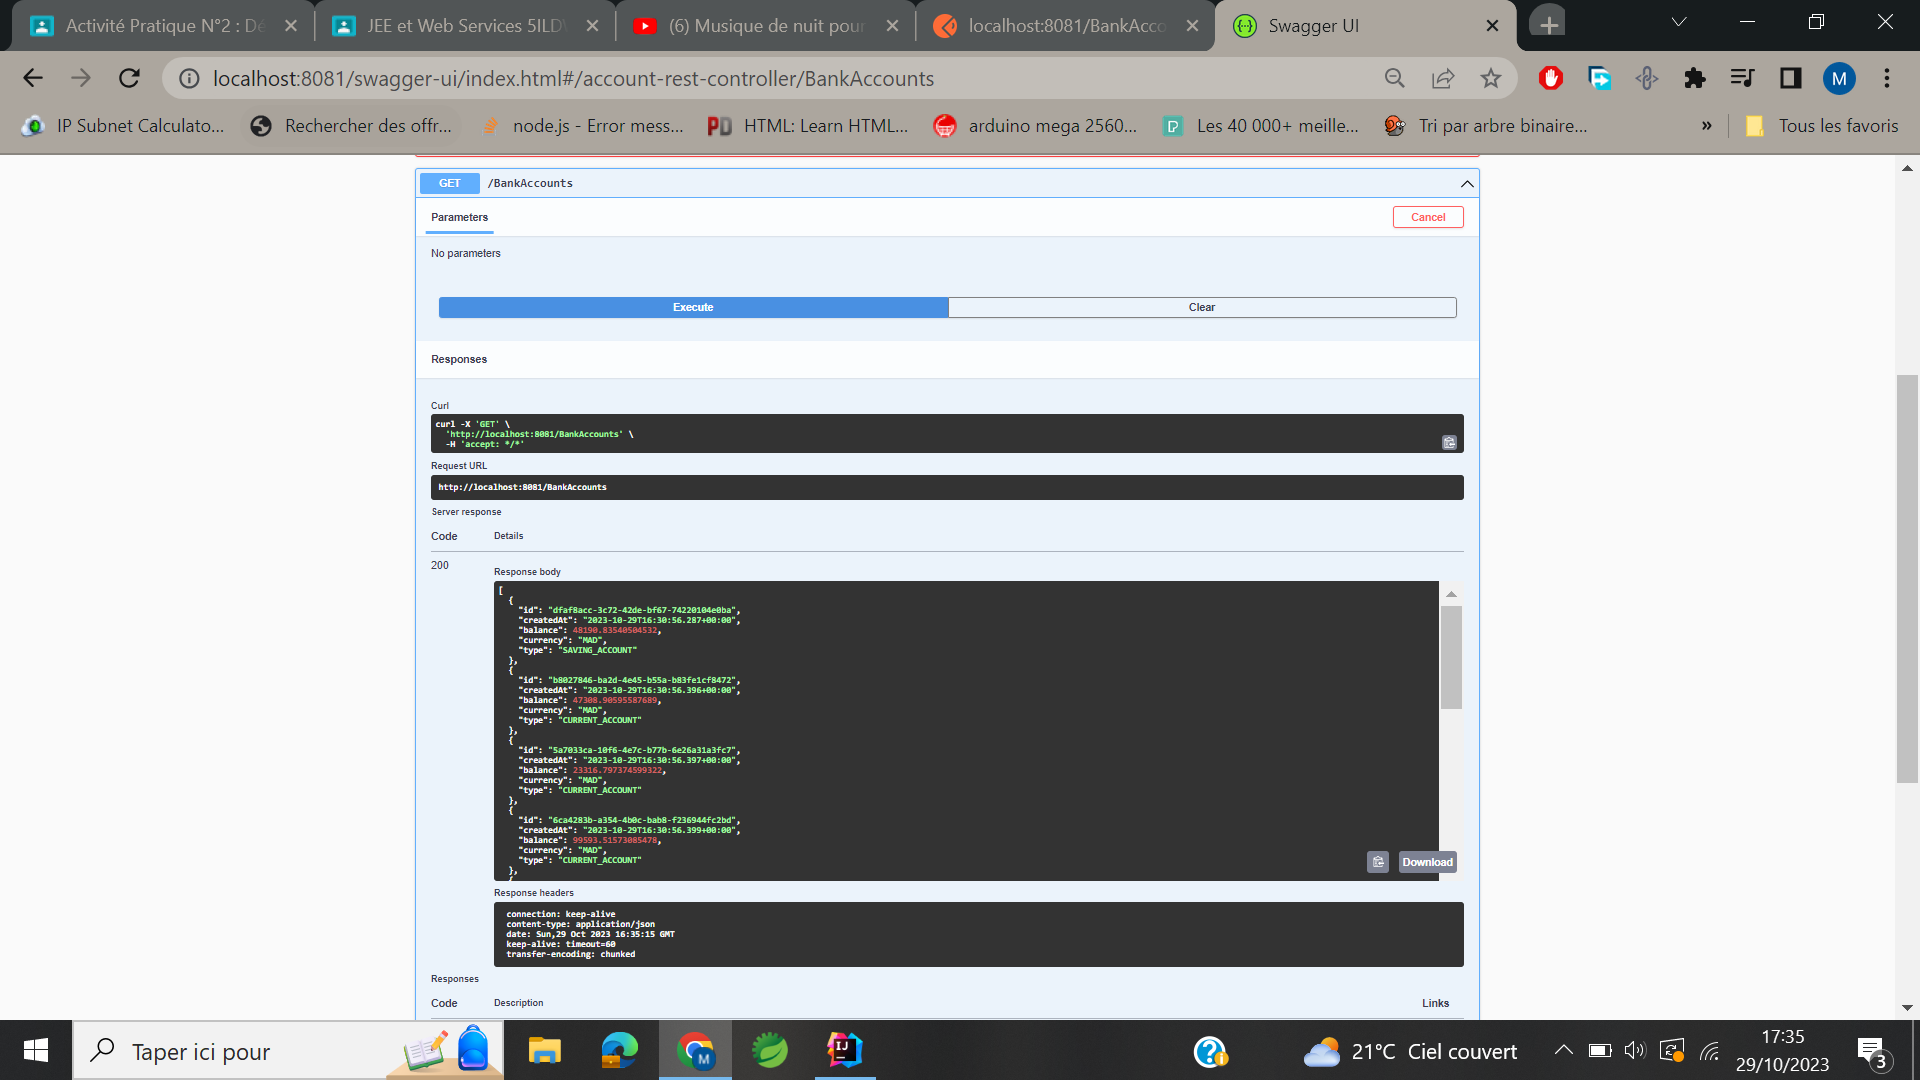 Activité Pratique N°2 : Dé
JEE et Web Services 5ILD
(6) Musique de nuit pour
localhost:8081/BankAcco
Swagger UI
localhost:8081/swagger-ui/index.html#/account-rest-controller/BankAccounts
M
IP Subnet Calculato...
Rechercher des offr...
node.js - Error mess...
PD HTML: Learn HTML...
arduino mega 2560...
Les 40 000+ meille...
Tri par arbre binaire...
»
Tous les favoris
GET /BankAccounts
Parameters
Cancel
No parameters
Execute
Clear
Responses
Curl
curl -X 'GET' \
'http://localhost:8081/BankAccounts' \
-H 'accept: */*'
Request URL
http://localhost:8081/BankAccounts
Server response
Code Details
200
Response body
[
{
"id": "dfaf8acc-3c72-42de-bf67-74220104e0ba",
"createdAt": "2023-10-29T16:30:56.287+00:00",
"balance": 48190.83540504532,
"currency": "MAD",
"type": "SAVING_ACCOUNT"
},
{
"id": "b8027846-ba2d-4e45-b55a-b83fe1cf8472",
"createdAt": "2023-10-29T16:30:56.396+00:00",
"balance": 47308.90595587689,
"currency": "MAD",
"type": "CURRENT_ACCOUNT"
},
{
"id": "5a7033ca-10f6-4e7c-b77b-6e26a31a3fc7",
"createdAt": "2023-10-29T16:30:56.397+00:00",
"balance": 23316.797374599322,
"currency": "MAD",
"type": "CURRENT_ACCOUNT"
},
{
"id": "6ca4283b-a354-4b0c-bab8-f236944fc2bd",
"createdAt": "2023-10-29T16:30:56.399+00:00",
"balance": 99593.51573085478,
"currency": "MAD",
"type": "CURRENT_ACCOUNT"
},
Download
Response headers
connection: keep-alive
content-type: application/json
date: Sun,29 Oct 2023 16:35:15 GMT
keep-alive: timeout=60
transfer-encoding: chunked
Responses
Code Description Links
Taper ici pour
M
IJ
21°C Ciel couvert
17:35
29/10/2023
3